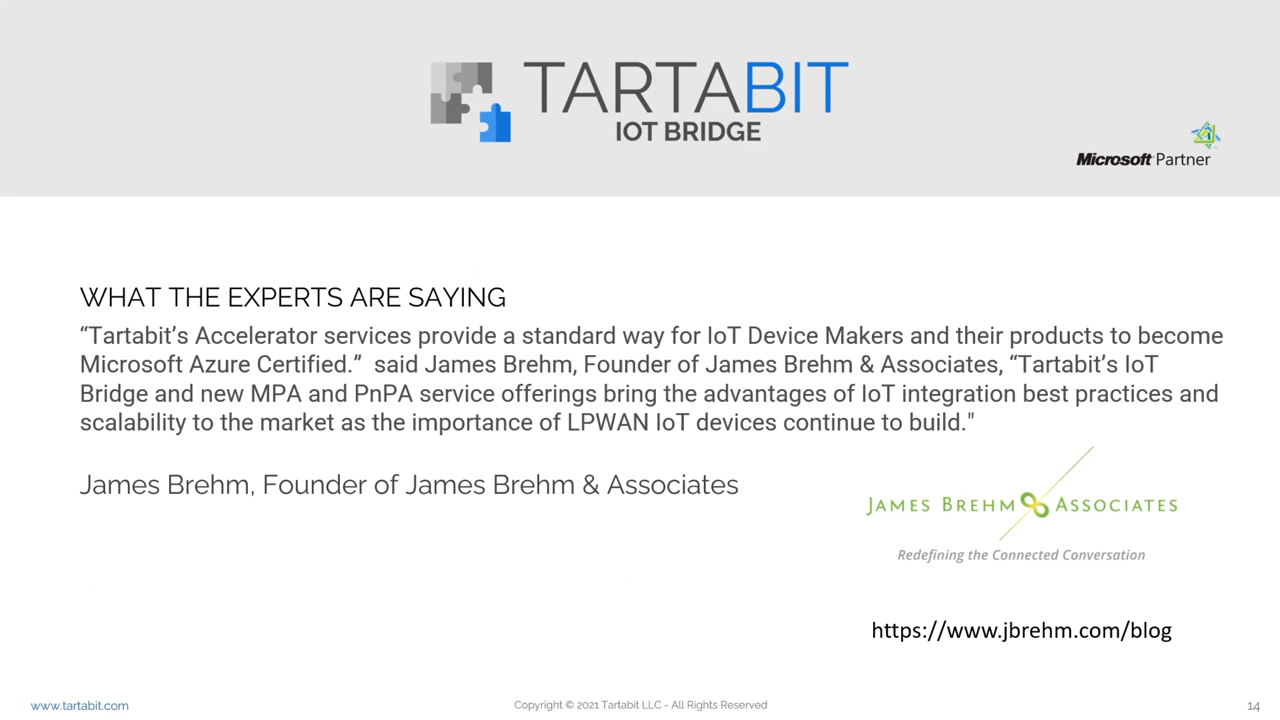 TARTABIT
IOT BRIDGE
Microsoft Partner
WHAT THE EXPERTS ARE SAYING
“Tartabit’s Accelerator services provide a standard way for IoT Device Makers and their products to become
Microsoft Azure Certified.”  said James Brehm, Founder of James Brehm & Associates, “Tartabit’s IoT
Bridge and new MPA and PnPA service offerings bring the advantages of IoT integration best practices and
scalability to the market as the importance of LPWAN IoT devices continue to build."
James Brehm, Founder of James Brehm & Associates
JAMES BREHM ASSOCIATES
Redefining the Connected Conversation
https://www.jbrehm.com/blog
www.tartabit.com
Copyright © 2021 Tartabit LLC - All Rights Reserved
14